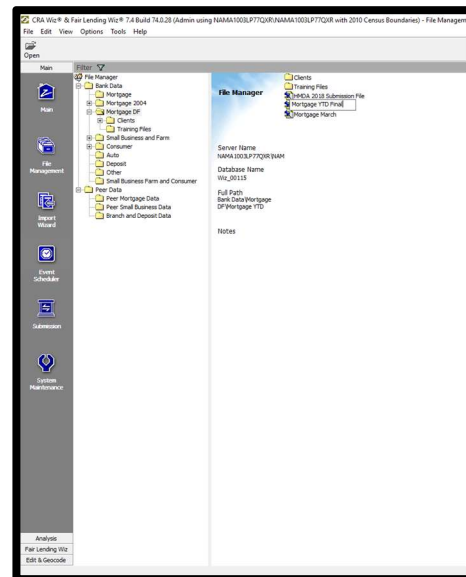 CRA Wiz® & Fair Lending Wiz® 7.4 Build 74.0.28 (Admin using NAMA1003LP77QXR\NAMA1003LP77QXR with 2010 Census Boundaries) - File Managem
File Edit View Options Tools Help
Open
Main
Filter
Main
File
Management
Import
Wizard
Event
Scheduler
Submission
System
Maintenance
Analysis
Fair Lending Wiz
Edit & Geocode
File Manager
Bank Data
Mortgage
Mortgage 2004
Mortgage DF
Clients
Training Files
Small Business and Farm
Consumer
Auto
Deposit
Other
Small Business Farm and Consumer
Peer Data
Peer Mortgage Data
Peer Small Business Data
Branch and Deposit Data
File Manager
Server Name
NAMA1003LP77QXR\NAM
Database Name
Wiz_00115
Full Path
Bank Data\Mortgage
DF\Mortgage YTD
Notes
Clients
Training Files
HMDA 2018 Submission File
Mortgage YTD Final
Mortgage March